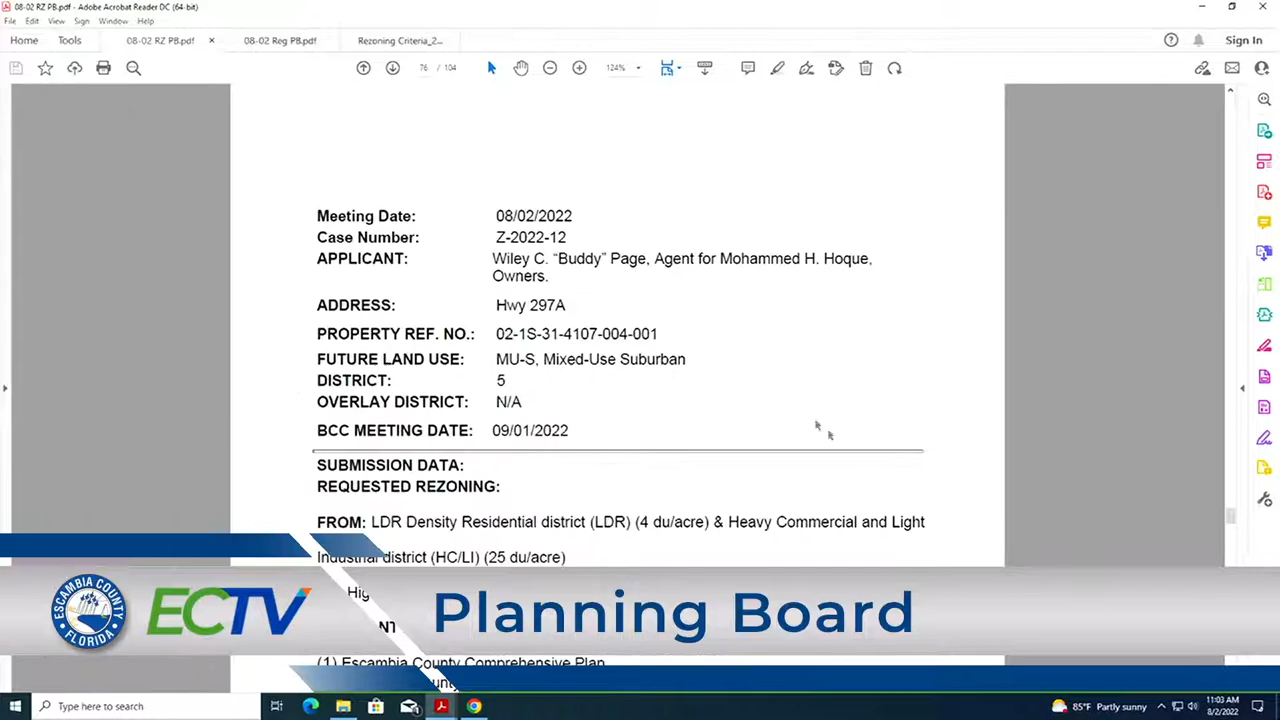 08-02 RZ PB.pdf - Adobe Acrobat Reader DC (64-bit)
File Edit View Sign Window Help
Home Tools 08-02 RZ PB.pdf × 08-02 Reg PB.pdf Rezoning Criteria_2... Sign In
76 / 104 124%
Meeting Date: 08/02/2022
Case Number: Z-2022-12
APPLICANT: Wiley C. “Buddy” Page, Agent for Mohammed H. Hoque,
Owners.
ADDRESS: Hwy 297A
PROPERTY REF. NO.: 02-1S-31-4107-004-001
FUTURE LAND USE: MU-S, Mixed-Use Suburban
DISTRICT: 5
OVERLAY DISTRICT: N/A
BCC MEETING DATE: 09/01/2022
SUBMISSION DATA:
REQUESTED REZONING:
FROM: LDR Density Residential district (LDR) (4 du/acre) & Heavy Commercial and Light
Industrial district (HC/LI) (25 du/acre)
ESCAMBIA COUNTY
FLORIDA
ECTV
Planning Board
(1) Escambia County Comprehensive Plan
Type here to search
85°F Partly sunny
11:03 AM
8/2/2022